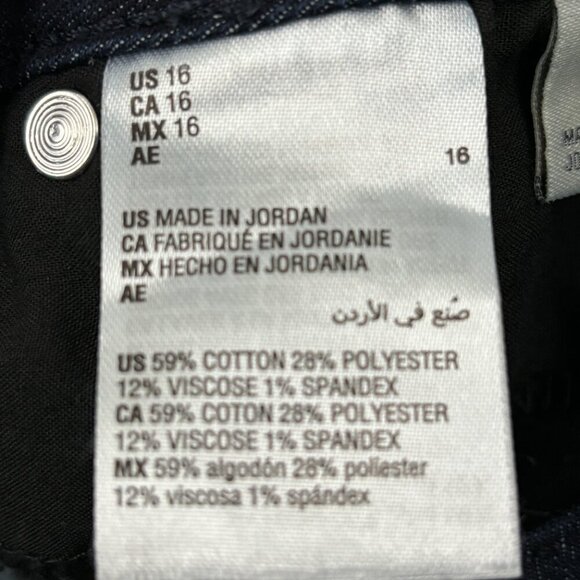 US 16
CA 16
MX 16
AE 16
US MADE IN JORDAN
CA FABRIQUÉ EN JORDANIE
MX HECHO EN JORDANIA
AE
صُنع في الأردن
US 59% COTTON 28% POLYESTER
12% VISCOSE 1% SPANDEX
CA 59% COTON 28% POLYESTER
12% VISCOSE 1% SPANDEX
MX 59% algodón 28% poliester
12% viscosa 1% spándex